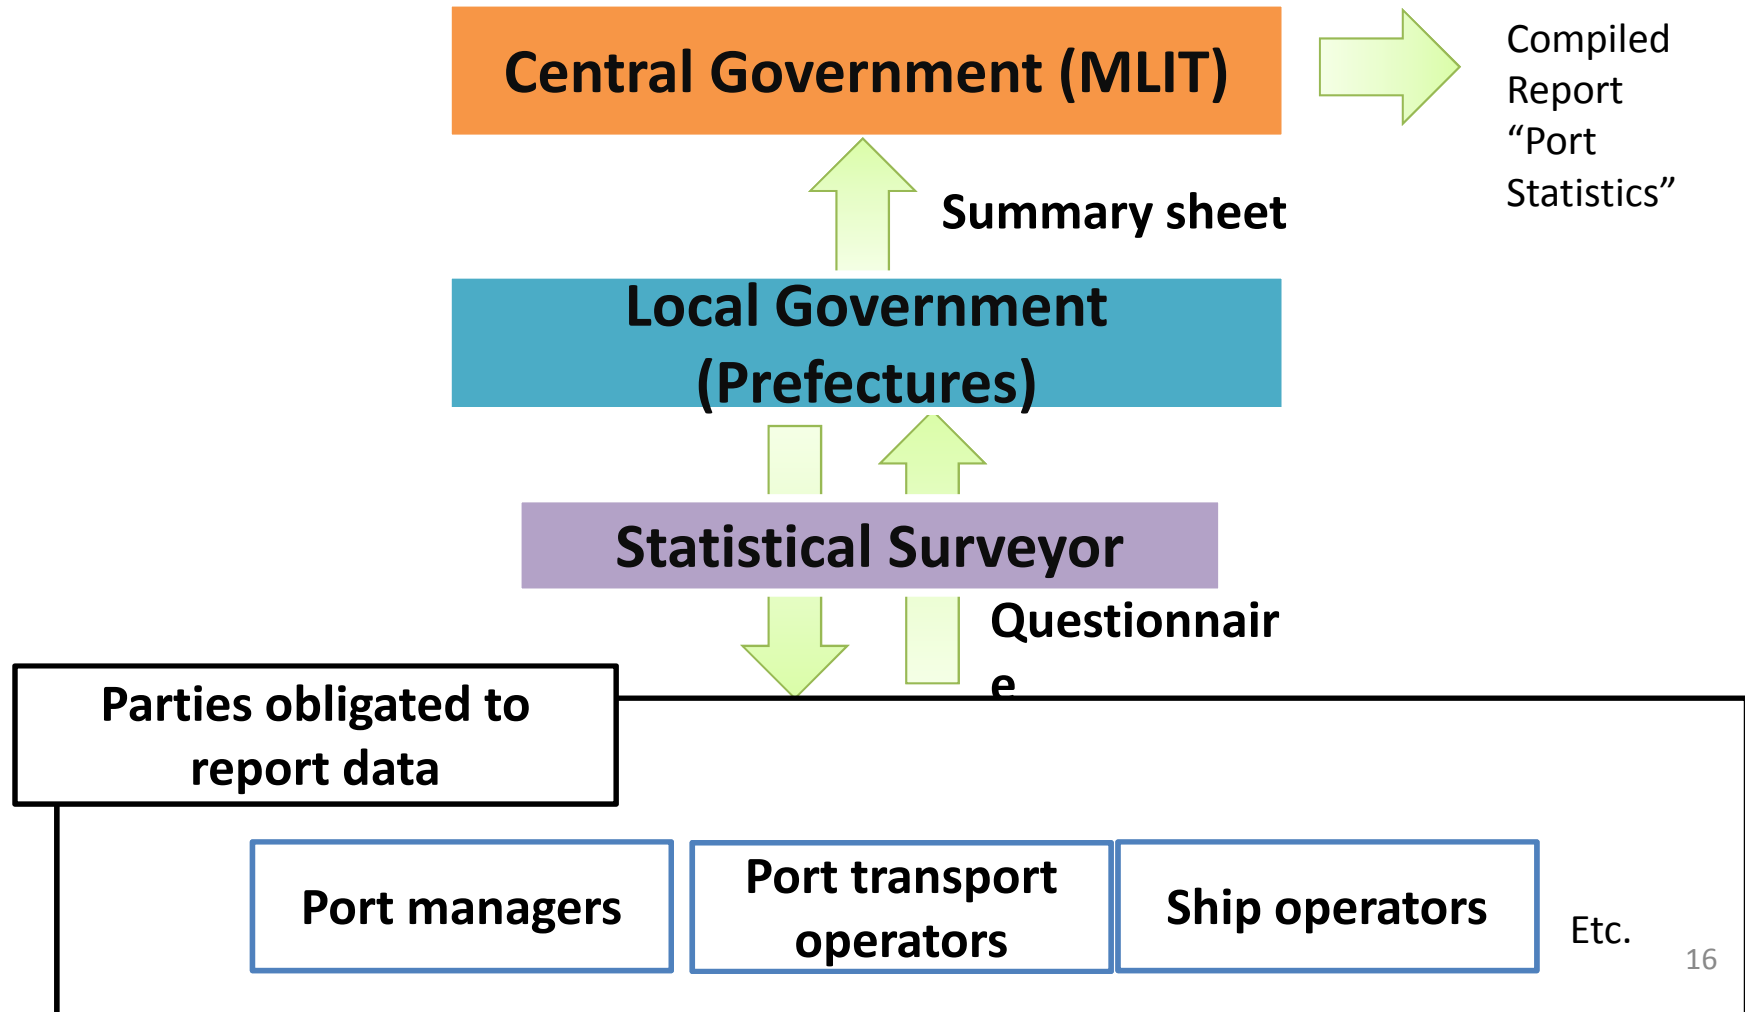 Central Government (MLIT)
Compiled
Report
“Port
Statistics”
Summary sheet
Local Government
(Prefectures)
Statistical Surveyor
Questionnair
e
Parties obligated to
report data
Port managers
Port transport
operators
Ship operators
Etc.
16